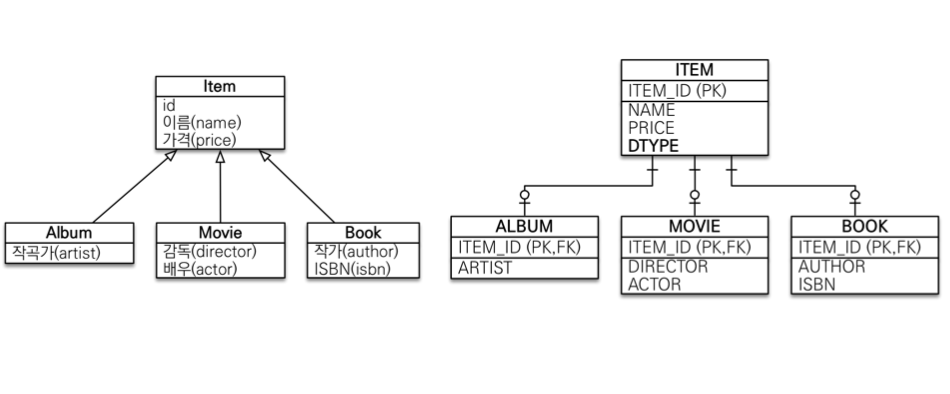 Item
id
이름(name)
가격(price)
Album
작곡가(artist)
Movie
감독(director)
배우(actor)
Book
작가(author)
ISBN(isbn)
ITEM
ITEM_ID (PK)
NAME
PRICE
DTYPE
ALBUM
ITEM_ID (PK,FK)
ARTIST
MOVIE
ITEM_ID (PK,FK)
DIRECTOR
ACTOR
BOOK
ITEM_ID (PK,FK)
AUTHOR
ISBN